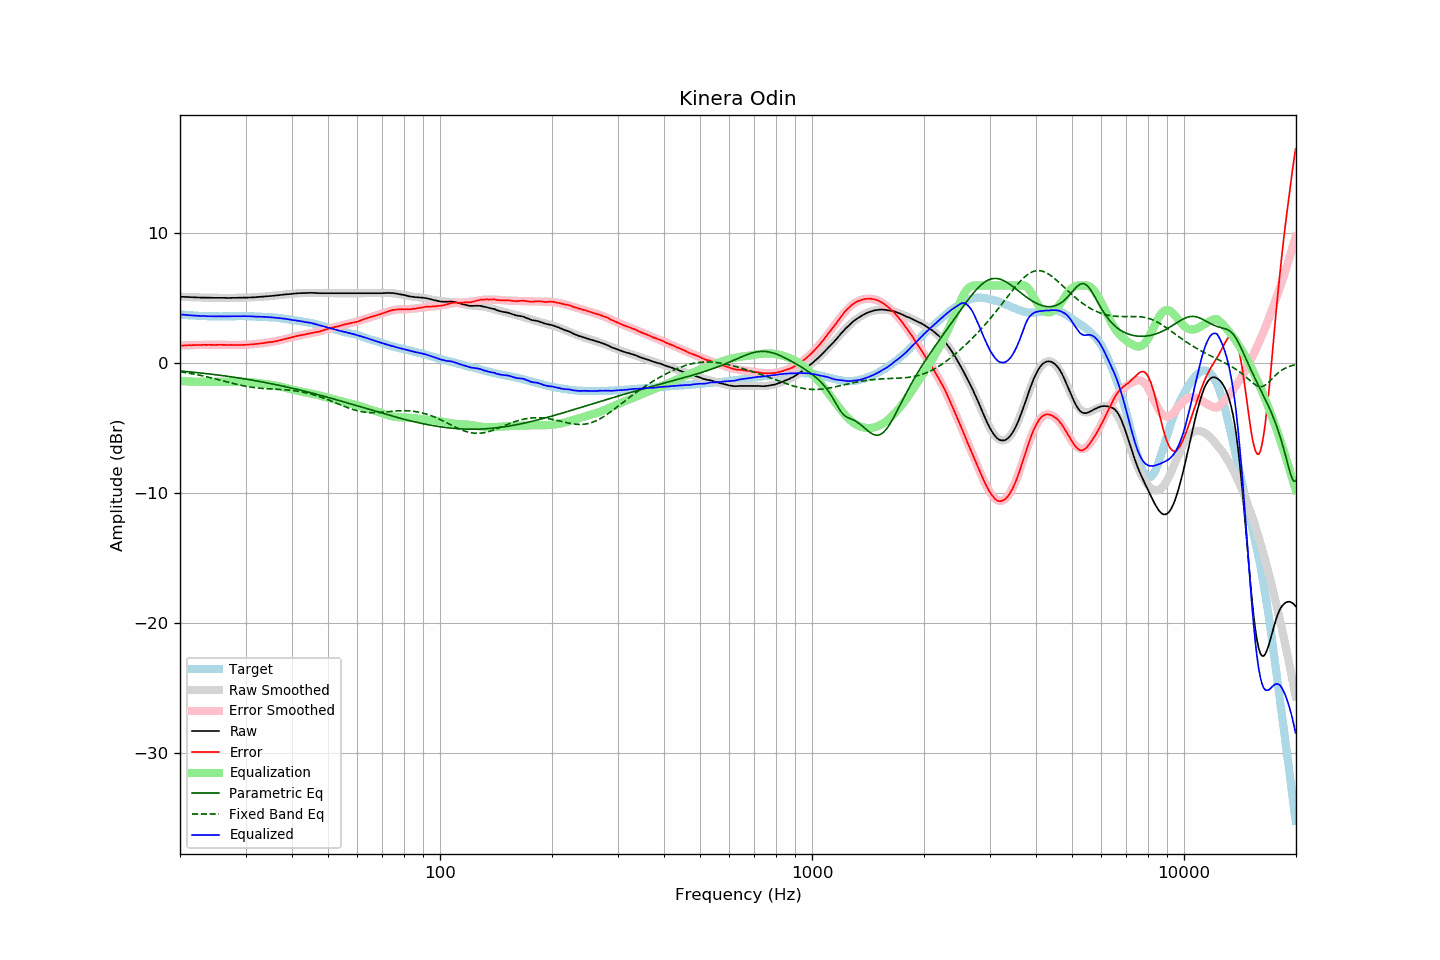 Kinera Odin
10
0
−10
−20
−30
Amplitude (dBr)
100
1000
10000
Frequency (Hz)
Target
Raw Smoothed
Error Smoothed
Raw
Error
Equalization
Parametric Eq
Fixed Band Eq
Equalized